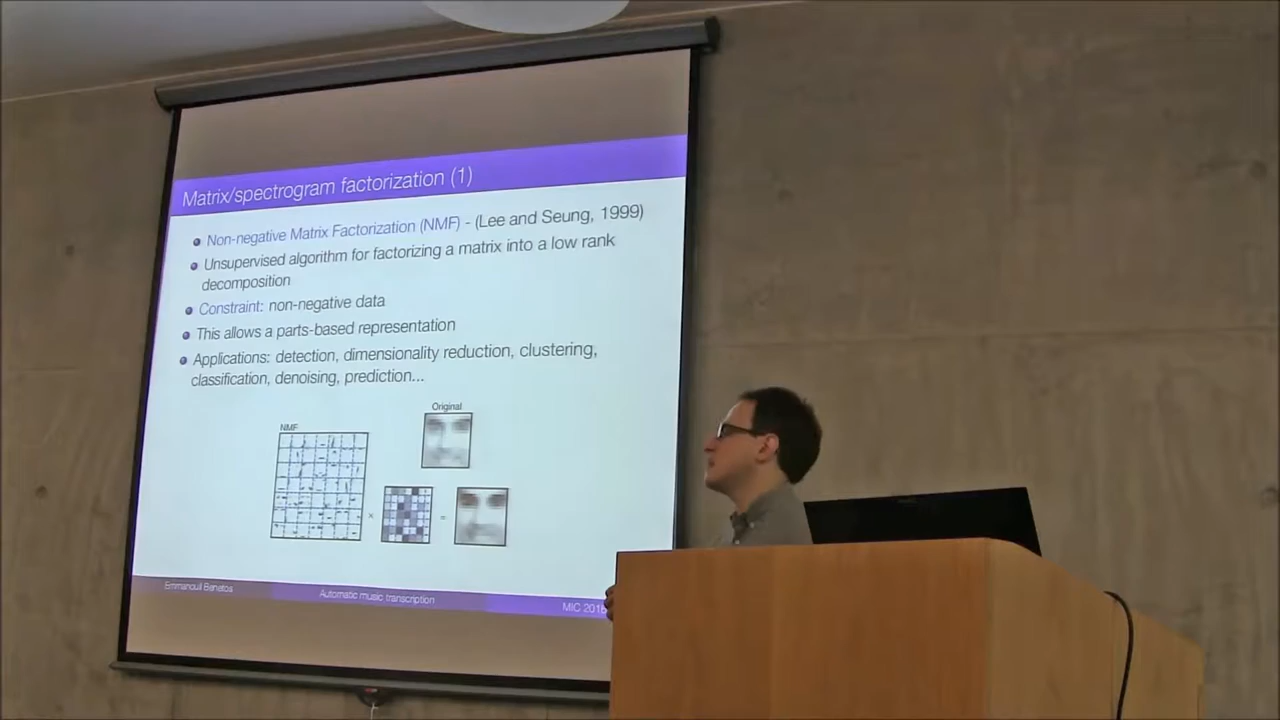 Matrix/spectrogram factorization (1)
Non-negative Matrix Factorization (NMF) - (Lee and Seung, 1999)
Unsupervised algorithm for factorizing a matrix into a low rank
decomposition
Constraint: non-negative data
This allows a parts-based representation
Applications: detection, dimensionality reduction, clustering,
classification, denoising, prediction...
Original
NMF
× =
Emmanouil Benetos
Automatic music transcription
MIC 2016